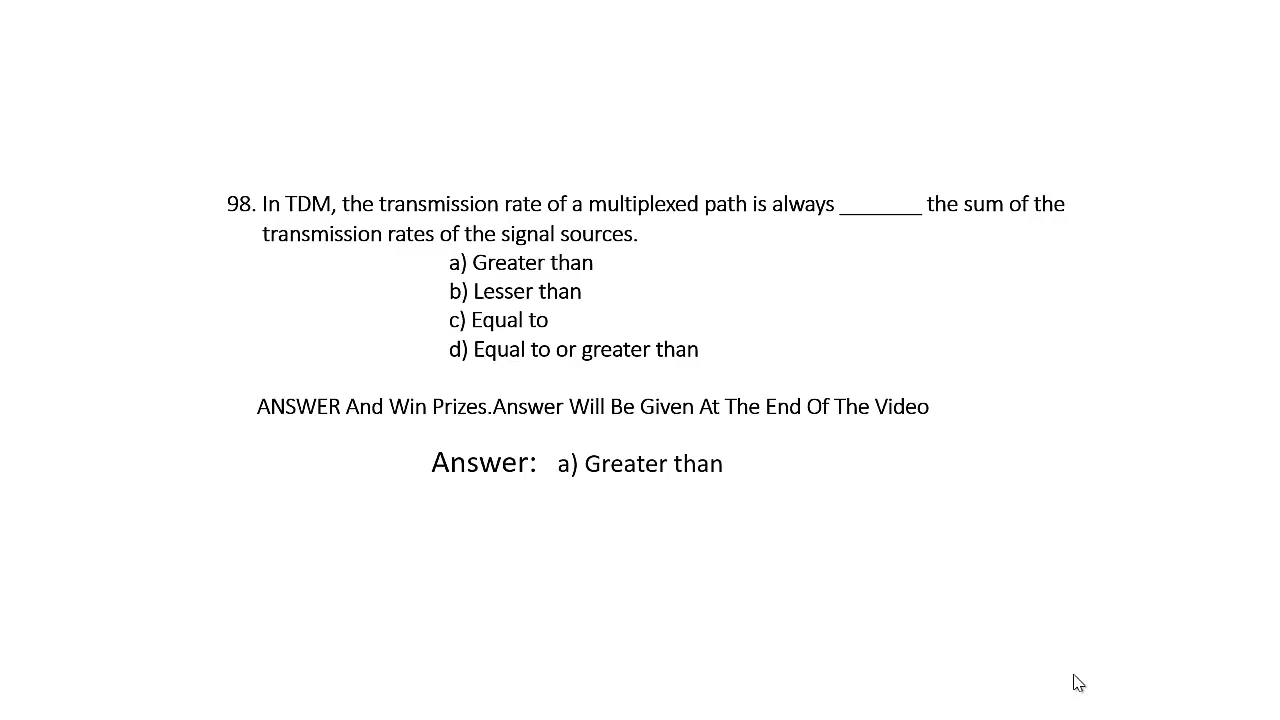 98. In TDM, the transmission rate of a multiplexed path is always _______ the sum of the
transmission rates of the signal sources.
a) Greater than
b) Lesser than
c) Equal to
d) Equal to or greater than
ANSWER And Win Prizes.Answer Will Be Given At The End Of The Video
Answer: a) Greater than